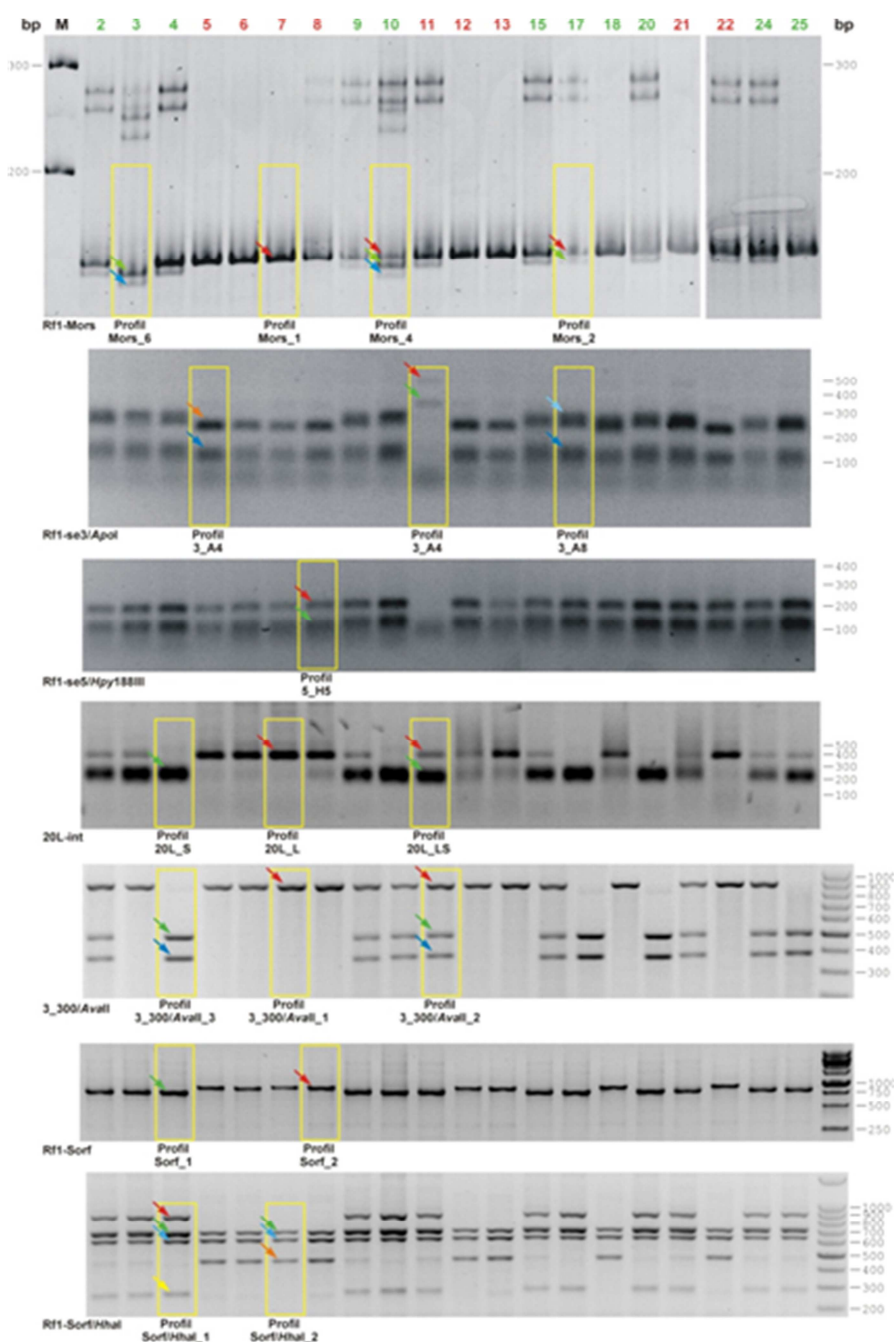 bp M 2 3 4 5 6 7 8 9 10 11 12 13 15 17 18 20 21 22 24 25 bp
300 300
200 200
Rf1-Mors Profil Profil Profil Profil
Mors_6 Mors_1 Mors_4 Mors_2
500
400
300
200
100
Rf1-se3/ApoI Profil Profil Profil
3_A4 3_A4 3_A8
400
300
200
100
Rf1-se5/Hpy188III Profil
5_H5
500
400
300
200
100
20L-int Profil Profil Profil
20L_S 20L_L 20L_LS
1000
900
800
700
600
500
400
300
3_300/AvaII Profil Profil Profil
3_300/AvaII_3 3_300/AvaII_1 3_300/AvaII_2
1000
750
500
250
Rf1-Sorf Profil Profil
Sorf_1 Sorf_2
1000
800
600
500
300
200
Rf1-Sorf/HhaI Profil Profil
Sorf/HhaI_1 Sorf/HhaI_2